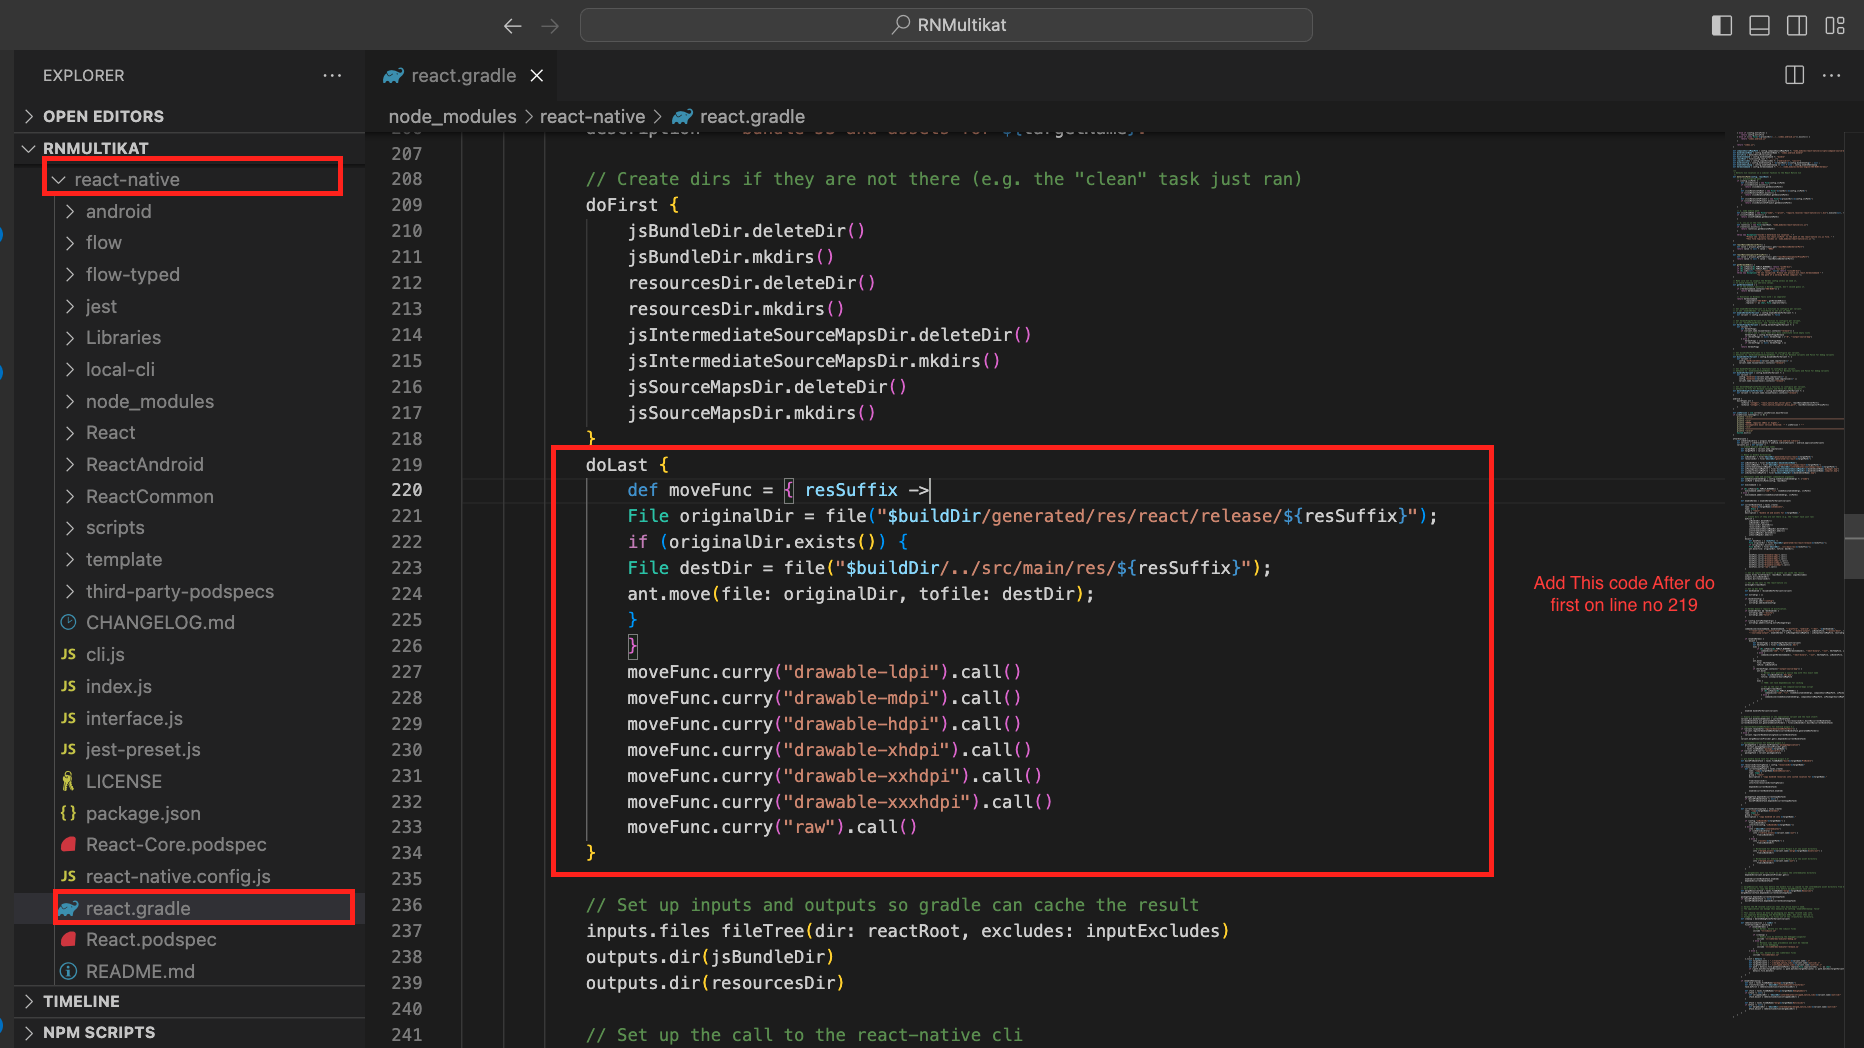 RNMultikat
EXPLORER
OPEN EDITORS
RNMULTIKAT
react-native
android
flow
flow-typed
jest
Libraries
local-cli
node_modules
React
ReactAndroid
ReactCommon
scripts
template
third-party-podspecs
CHANGELOG.md
JS cli.js
JS index.js
JS interface.js
JS jest-preset.js
LICENSE
{} package.json
React-Core.podspec
JS react-native.config.js
react.gradle
React.podspec
README.md
TIMELINE
NPM SCRIPTS
react.gradle
node_modules > react-native > react.gradle
207
208 // Create dirs if they are not there (e.g. the "clean" task just ran)
209 doFirst {
210 jsBundleDir.deleteDir()
211 jsBundleDir.mkdirs()
212 resourcesDir.deleteDir()
213 resourcesDir.mkdirs()
214 jsIntermediateSourceMapsDir.deleteDir()
215 jsIntermediateSourceMapsDir.mkdirs()
216 jsSourceMapsDir.deleteDir()
217 jsSourceMapsDir.mkdirs()
218 }
219 doLast {
220 def moveFunc = { resSuffix ->
221 File originalDir = file("$buildDir/generated/res/react/release/${resSuffix}");
222 if (originalDir.exists()) {
223 File destDir = file("$buildDir/../src/main/res/${resSuffix}");
224 ant.move(file: originalDir, tofile: destDir);
225 }
226 }
227 moveFunc.curry("drawable-ldpi").call()
228 moveFunc.curry("drawable-mdpi").call()
229 moveFunc.curry("drawable-hdpi").call()
230 moveFunc.curry("drawable-xhdpi").call()
231 moveFunc.curry("drawable-xxhdpi").call()
232 moveFunc.curry("drawable-xxxhdpi").call()
233 moveFunc.curry("raw").call()
234 }
235
236 // Set up inputs and outputs so gradle can cache the result
237 inputs.files fileTree(dir: reactRoot, excludes: inputExcludes)
238 outputs.dir(jsBundleDir)
239 outputs.dir(resourcesDir)
240
241 // Set up the call to the react-native cli
Add This code After do
first on line no 219